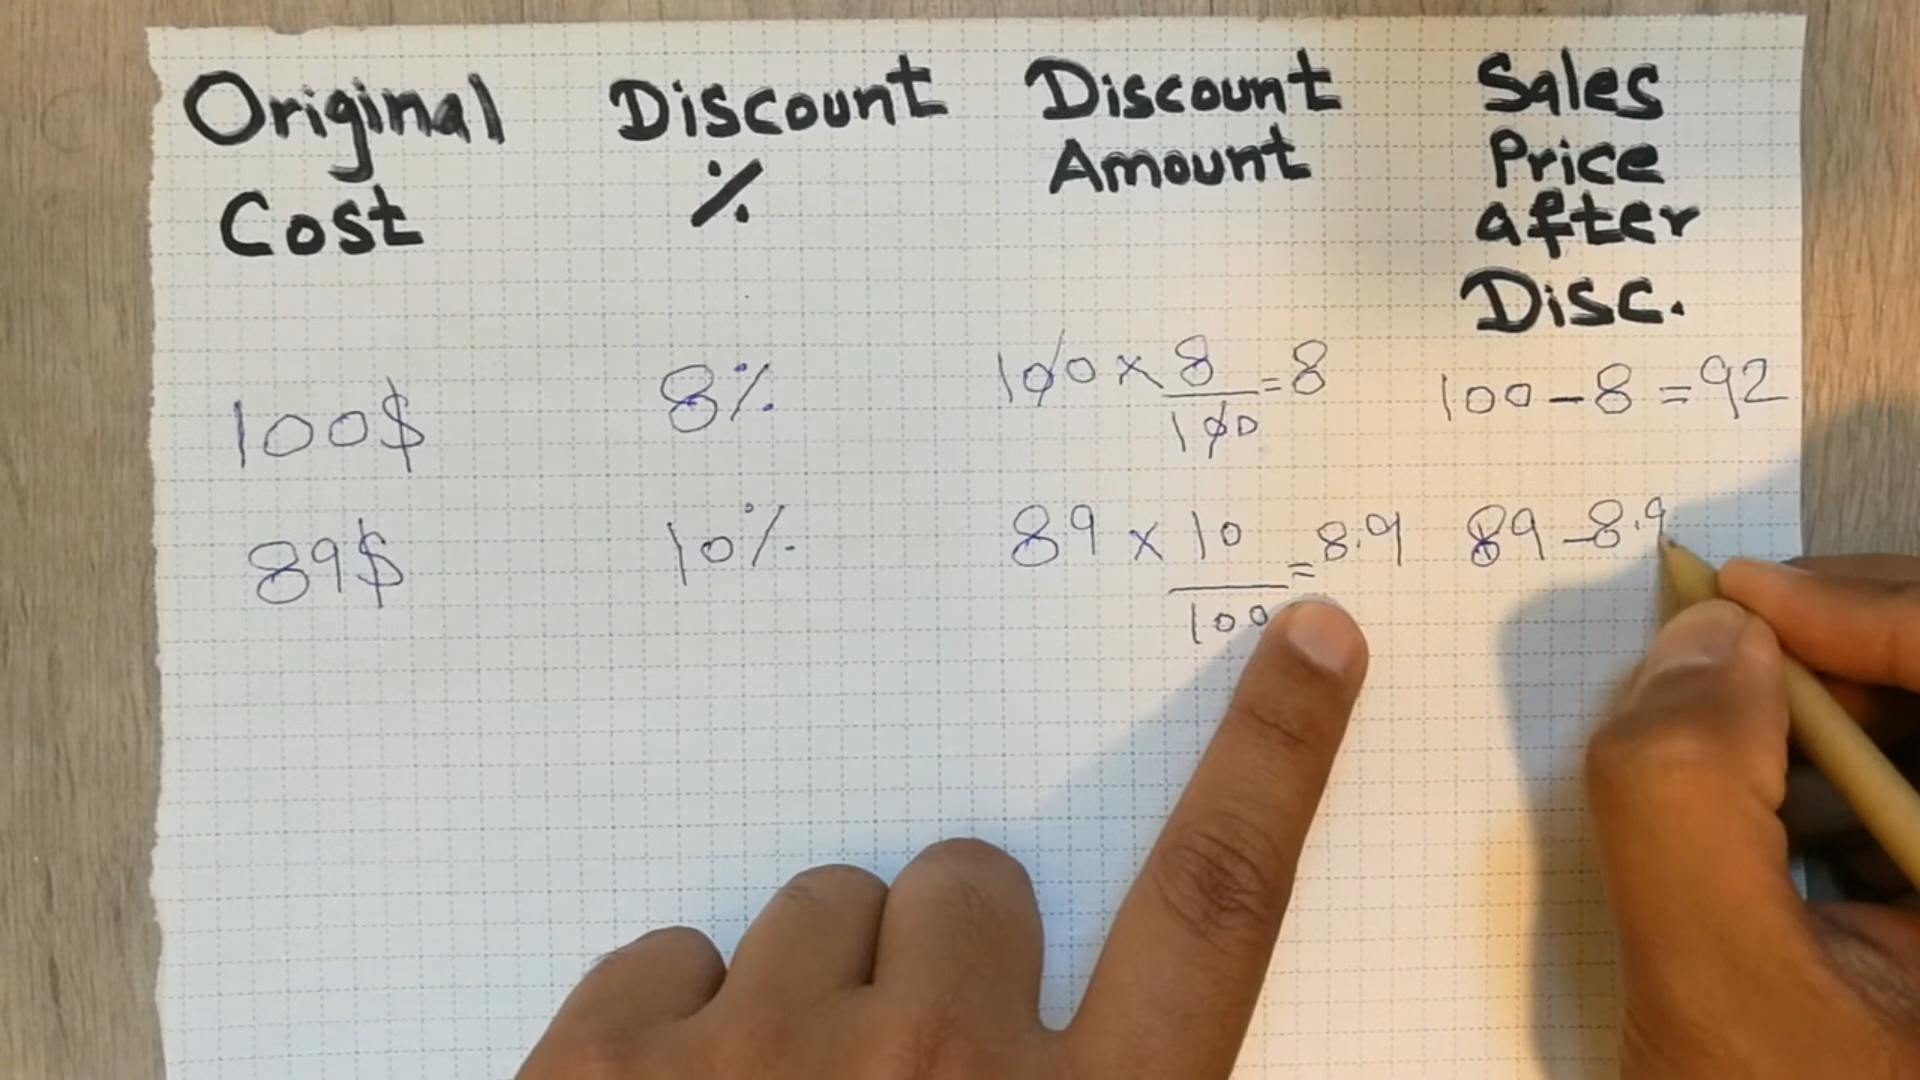 Original Cost
Discount %
Discount Amount
Sales Price after Disc.
100$
8%
100 x 8/100 = 8
100 - 8 = 92
89$
10%
89 x 10/100 = 8.9
89 - 8.9